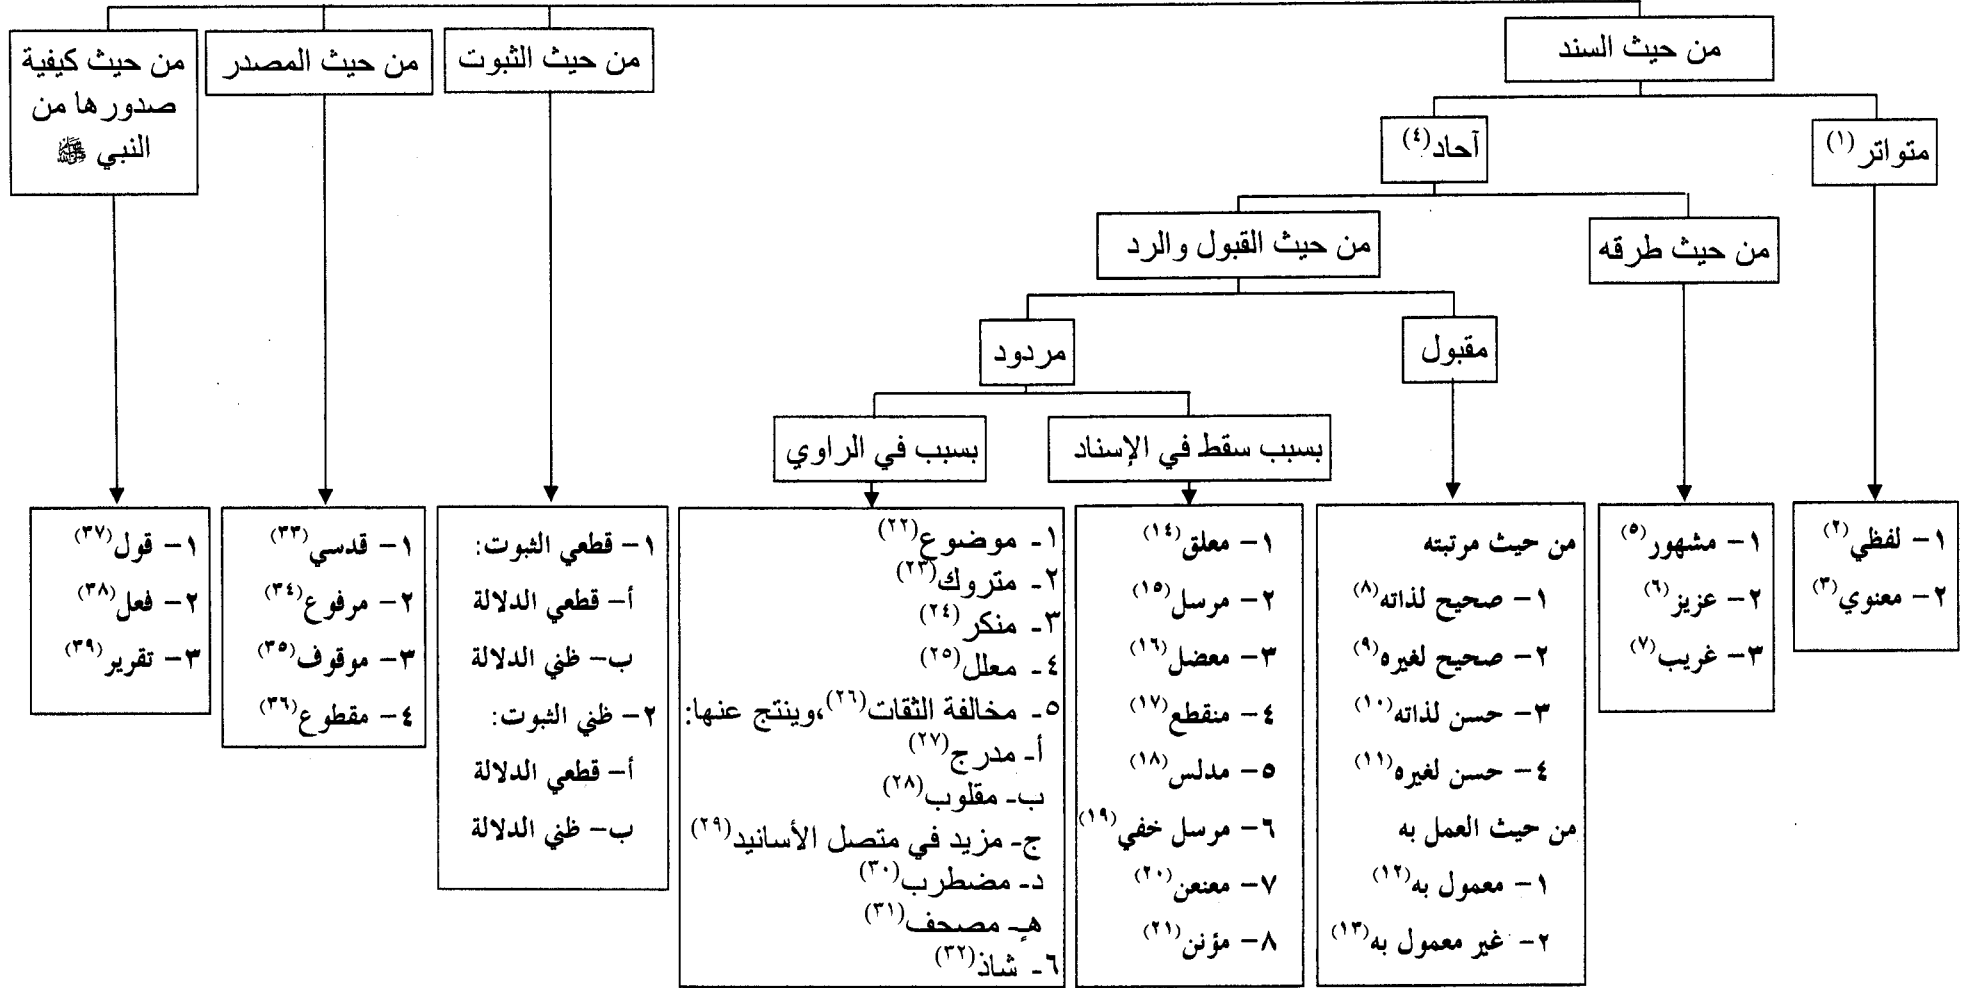 من حيث السند
من حيث الثبوت
من حيث المصدر
من حيث كيفية
صدورها من
النبي ﷺ
متواتر(١)
آحاد(٤)
من حيث طرقه
من حيث القبول والرد
مقبول
مردود
بسبب سقط في الإسناد
بسبب في الراوي
١- لفظي(٢)
٢- معنوي(٣)
١- مشهور(٥)
٢- عزيز(٦)
٣- غريب(٧)
من حيث مرتبته
١- صحيح لذاته(٨)
٢- صحيح لغيره(٩)
٣- حسن لذاته(١٠)
٤- حسن لغيره(١١)
من حيث العمل به
١- معمول به(١٢)
٢- غير معمول به(١٣)
١- معلق(١٤)
٢- مرسل(١٥)
٣- معضل(١٦)
٤- منقطع(١٧)
٥- مدلس(١٨)
٦- مرسل خفي(١٩)
٧- معنعن(٢٠)
٨- مؤنن(٢١)
١- موضوع(٢٢)
٢- متروك(٢٣)
٣- منكر(٢٤)
٤- معلل(٢٥)
٥- مخالفة الثقات(٢٦)،وينتج عنها:
أ- مدرج(٢٧)
ب- مقلوب(٢٨)
ج- مزيد في متصل الأسانيد(٢٩)
د- مضطرب(٣٠)
هـ- مصحف(٣١)
٦- شاذ(٣٢)
١- قطعي الثبوت:
أ- قطعي الدلالة
ب- ظني الدلالة
٢- ظني الثبوت:
أ- قطعي الدلالة
ب- ظني الدلالة
١- قدسي(٣٣)
٢- مرفوع(٣٤)
٣- موقوف(٣٥)
٤- مقطوع(٣٦)
١- قول(٣٧)
٢- فعل(٣٨)
٣- تقرير(٣٩)